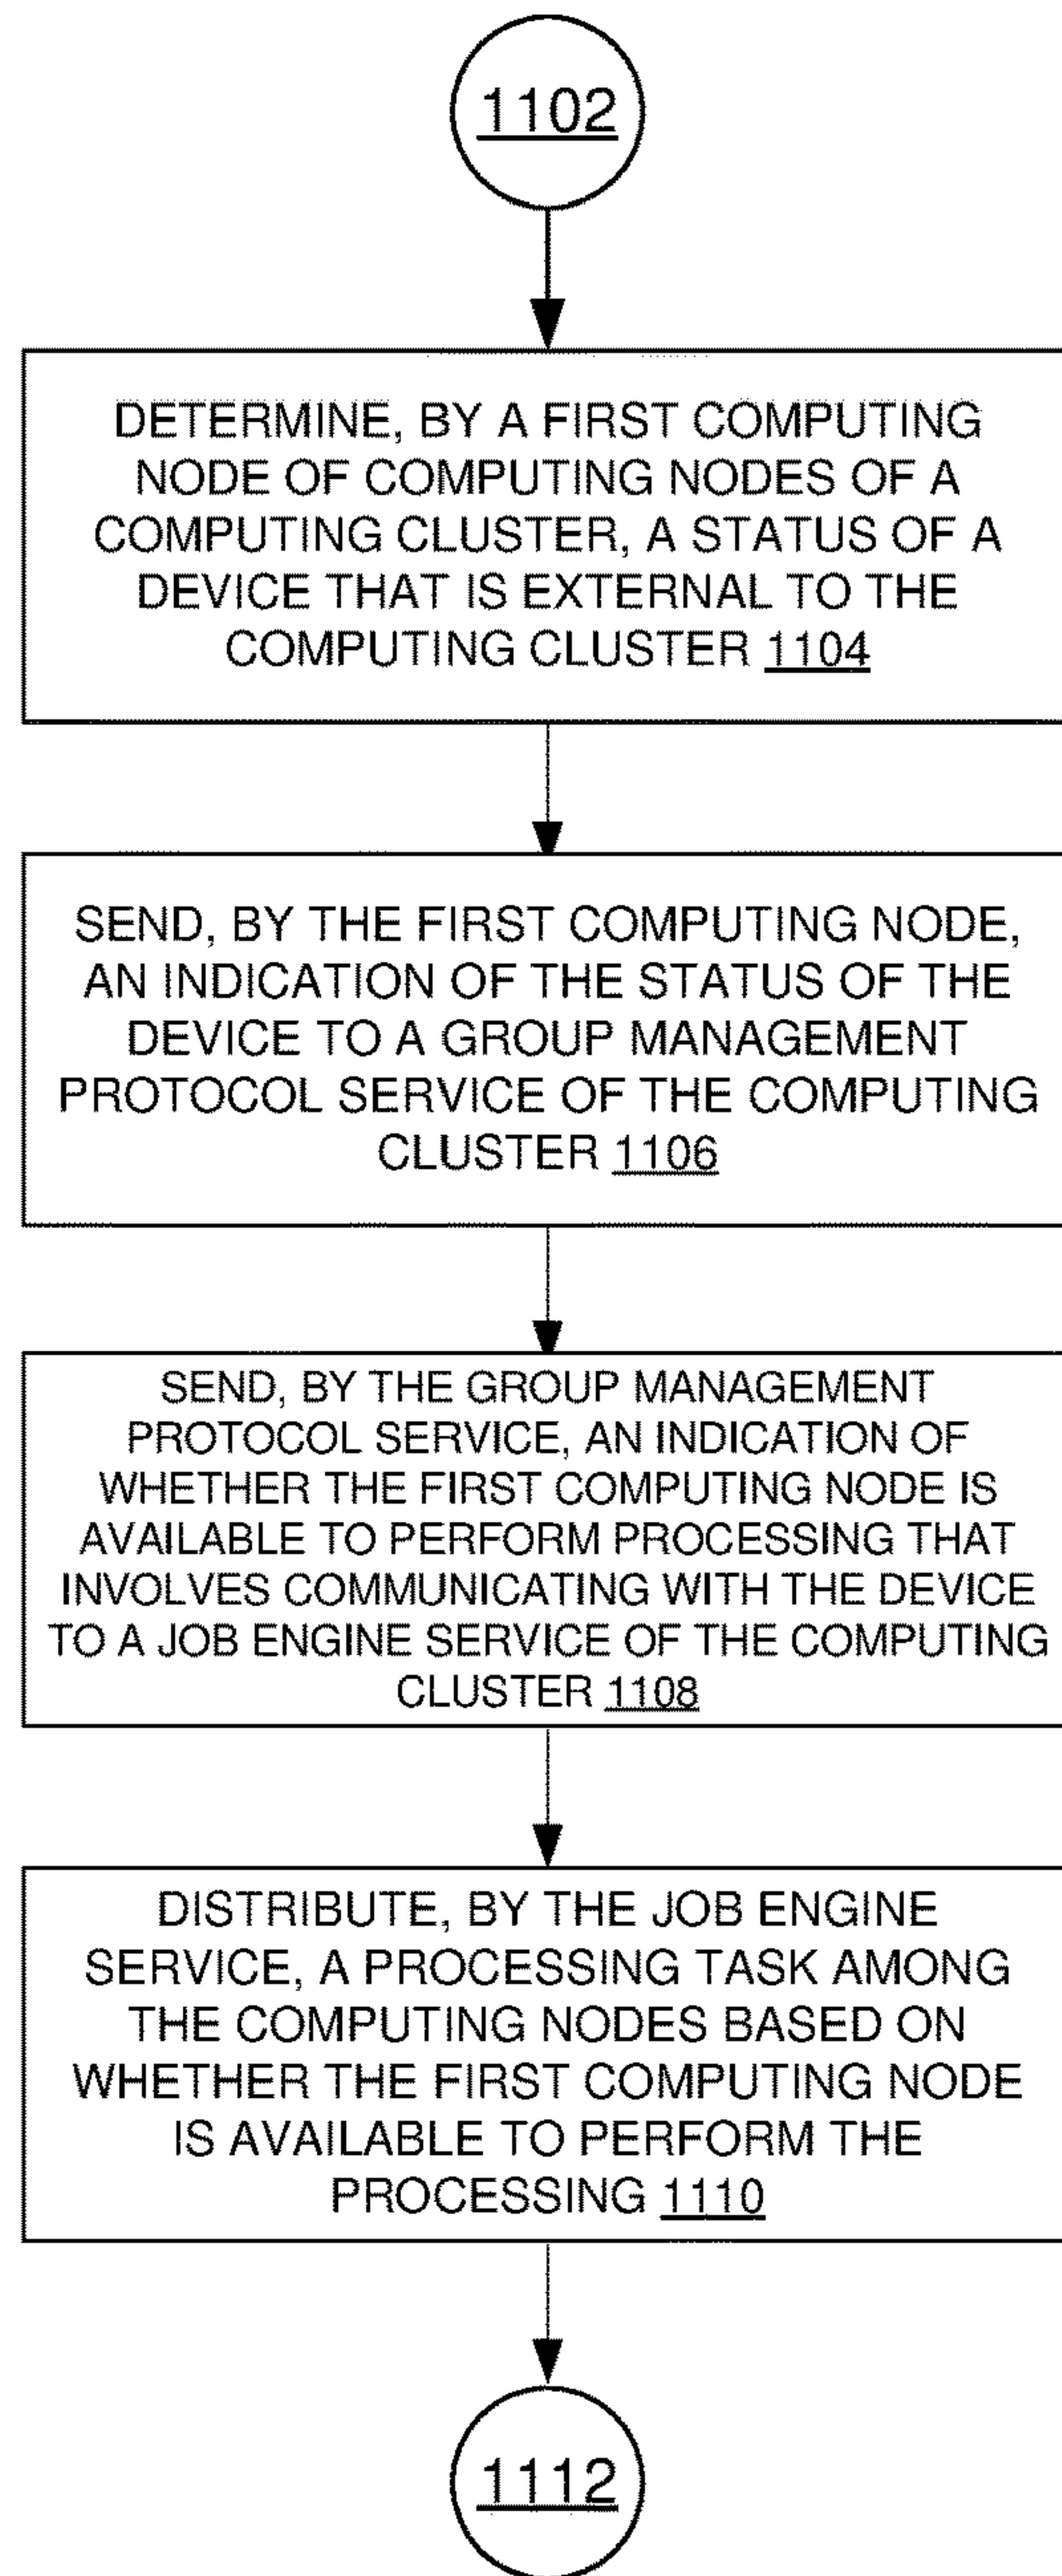 1102
DETERMINE, BY A FIRST COMPUTING
NODE OF COMPUTING NODES OF A
COMPUTING CLUSTER, A STATUS OF A
DEVICE THAT IS EXTERNAL TO THE
COMPUTING CLUSTER 1104
SEND, BY THE FIRST COMPUTING NODE,
AN INDICATION OF THE STATUS OF THE
DEVICE TO A GROUP MANAGEMENT
PROTOCOL SERVICE OF THE COMPUTING
CLUSTER 1106
SEND, BY THE GROUP MANAGEMENT
PROTOCOL SERVICE, AN INDICATION OF
WHETHER THE FIRST COMPUTING NODE IS
AVAILABLE TO PERFORM PROCESSING THAT
INVOLVES COMMUNICATING WITH THE DEVICE
TO A JOB ENGINE SERVICE OF THE COMPUTING
CLUSTER 1108
DISTRIBUTE, BY THE JOB ENGINE
SERVICE, A PROCESSING TASK AMONG
THE COMPUTING NODES BASED ON
WHETHER THE FIRST COMPUTING NODE
IS AVAILABLE TO PERFORM THE
PROCESSING 1110
1112